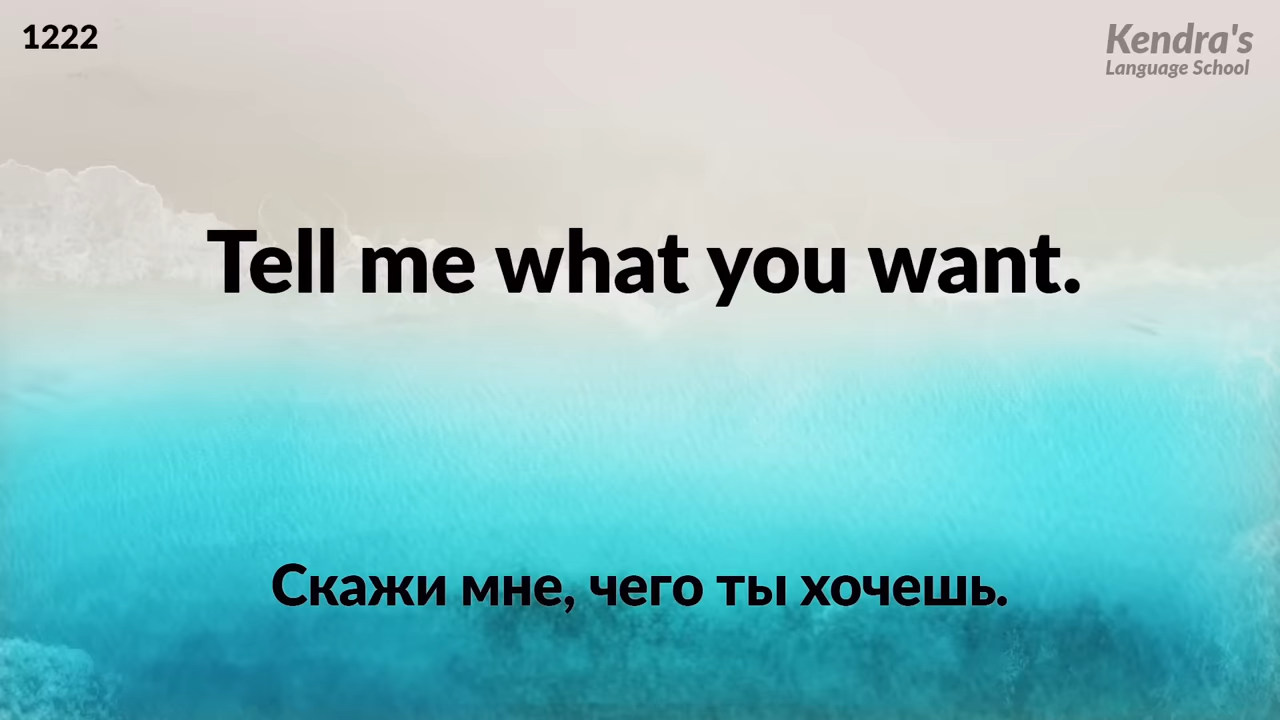 1222
Kendra's
Language School
Tell me what you want.
Скажи мне, чего ты хочешь.